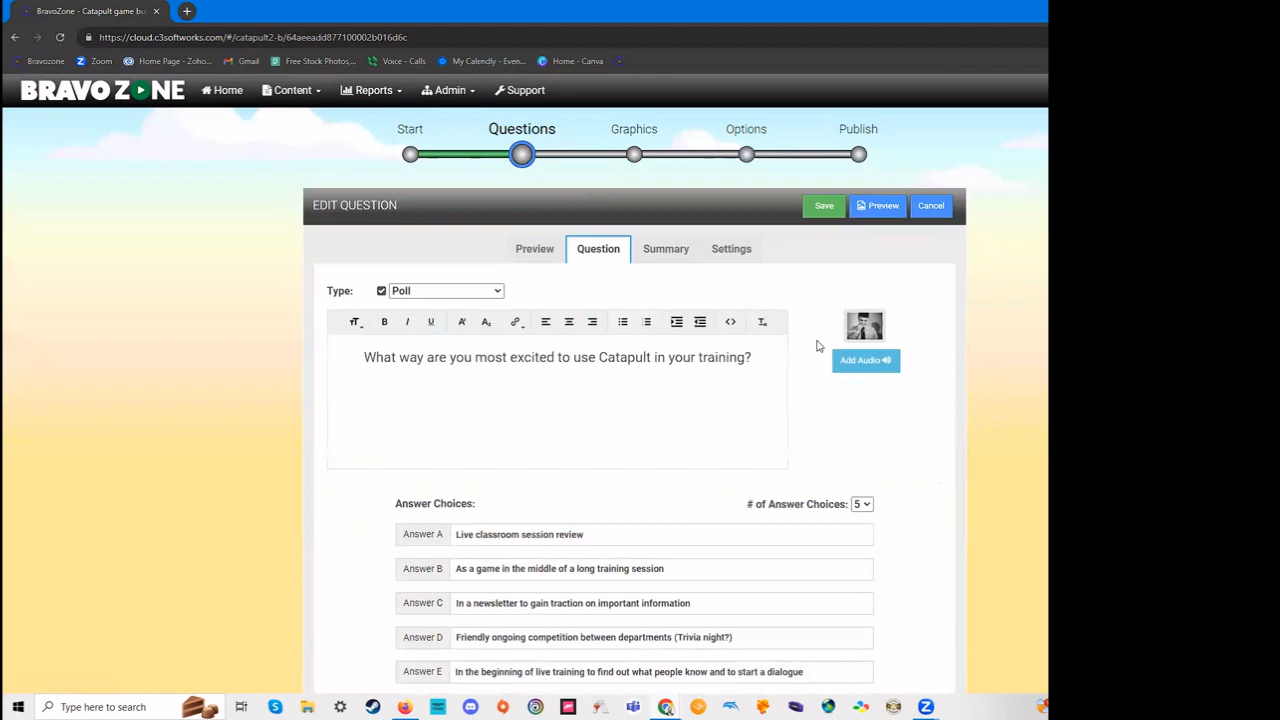 BravoZone - Catapult game bu
https://cloud.c3softworks.com/#/catapult2-b/64aeeadd877100002b016d6c
Bravozone Zoom Home Page - Zoho... Gmail Free Stock Photos,... Voice - Calls My Calendly - Even... Home - Canva
BRAVO ZONE Home Content Reports Admin Support
Start Questions Graphics Options Publish
EDIT QUESTION Save Preview Cancel
Preview Question Summary Settings
Type: Poll
What way are you most excited to use Catapult in your training?
Add Audio
Answer Choices: # of Answer Choices: 5
Answer A Live classroom session review
Answer B As a game in the middle of a long training session
Answer C In a newsletter to gain traction on important information
Answer D Friendly ongoing competition between departments (Trivia night?)
Answer E In the beginning of live training to find out what people know and to start a dialogue
Type here to search